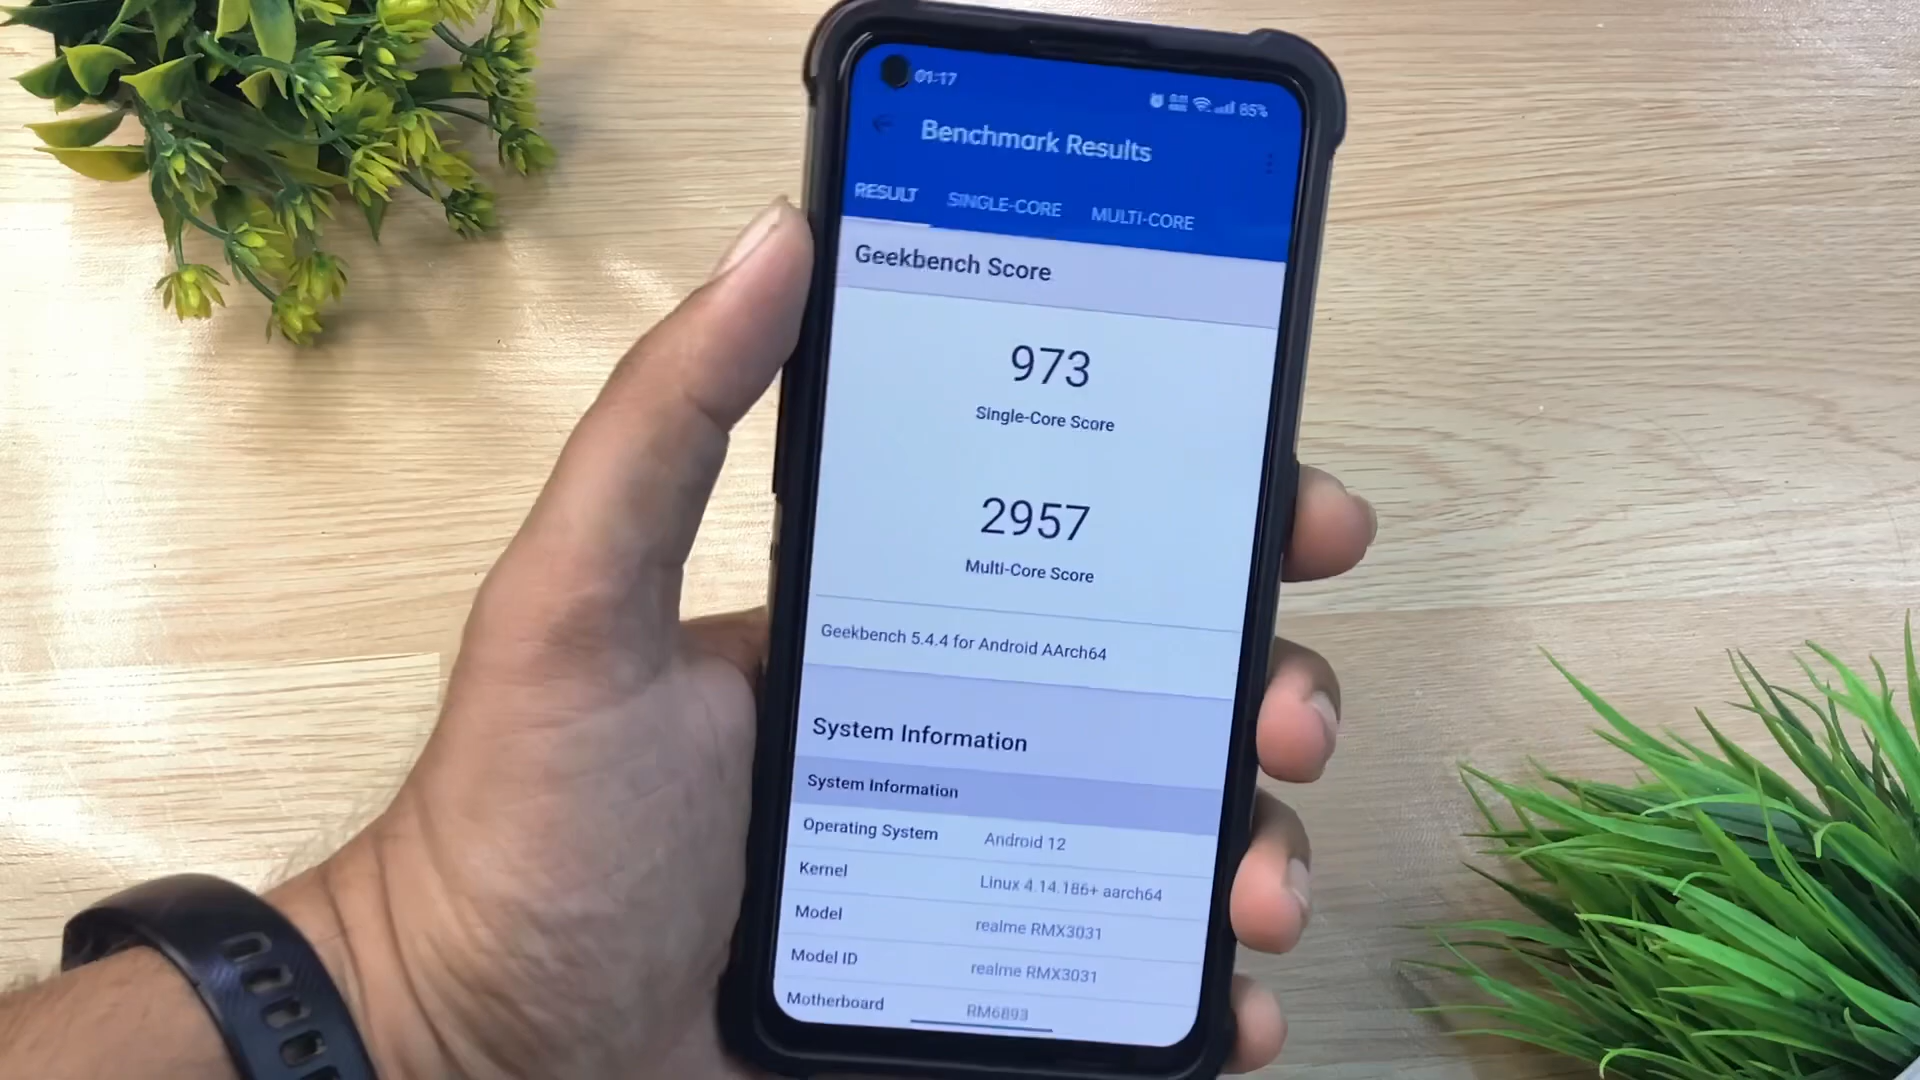 01:17
85%
Benchmark Results
RESULT SINGLE-CORE MULTI-CORE
Geekbench Score
973
Single-Core Score
2957
Multi-Core Score
Geekbench 5.4.4 for Android AArch64
System Information
System Information
Operating System Android 12
Kernel Linux 4.14.186+ aarch64
Model realme RMX3031
Model ID realme RMX3031
Motherboard RM6893